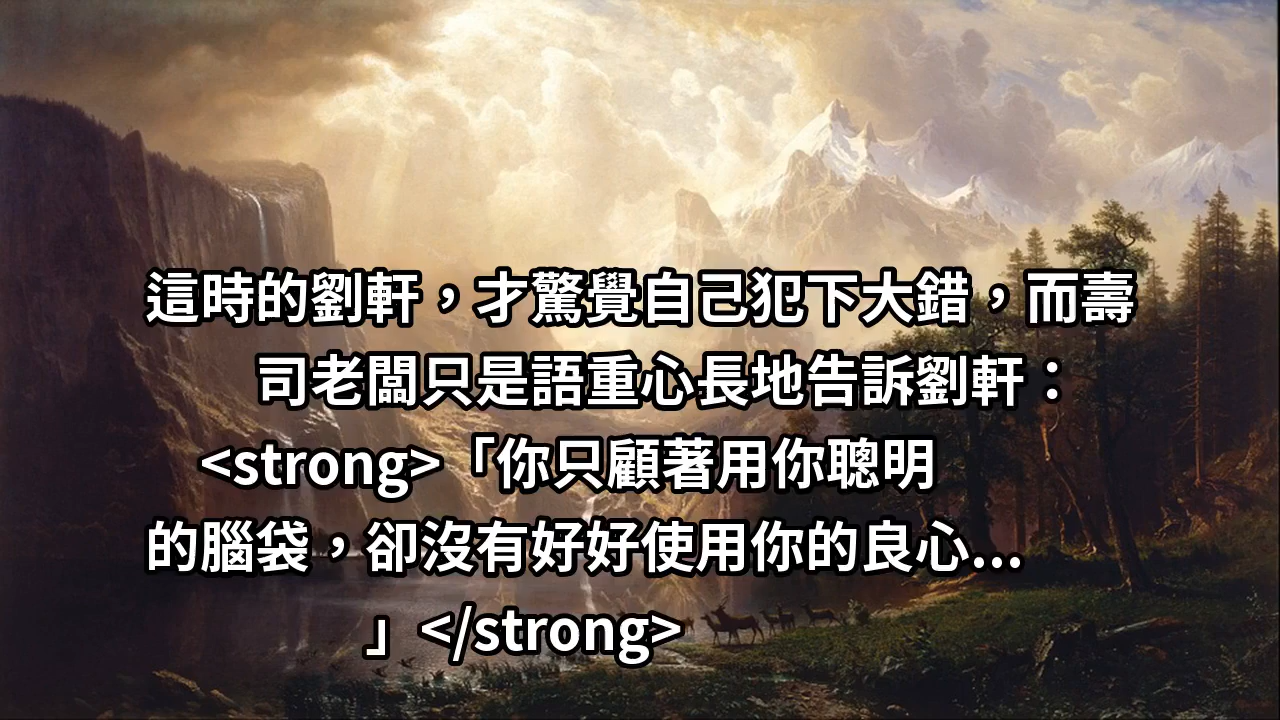 這時的劉軒，才驚覺自己犯下大錯，而壽
司老闆只是語重心長地告訴劉軒：
<strong>「你只顧著用你聰明
的腦袋，卻沒有好好使用你的良心...
」</strong>